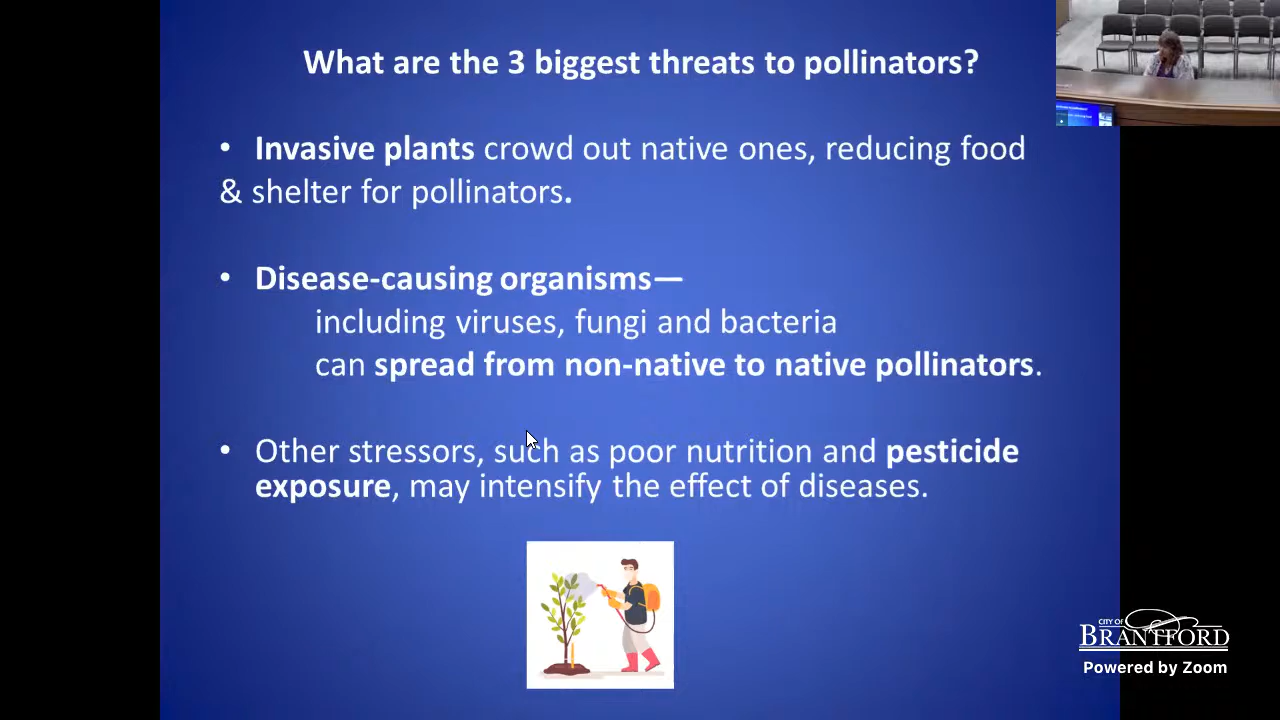 What are the 3 biggest threats to pollinators?
• Invasive plants crowd out native ones, reducing food
& shelter for pollinators.
• Disease-causing organisms—
including viruses, fungi and bacteria
can spread from non-native to native pollinators.
• Other stressors, such as poor nutrition and pesticide
exposure, may intensify the effect of diseases.
CITY OF
BRANTFORD
Powered by Zoom